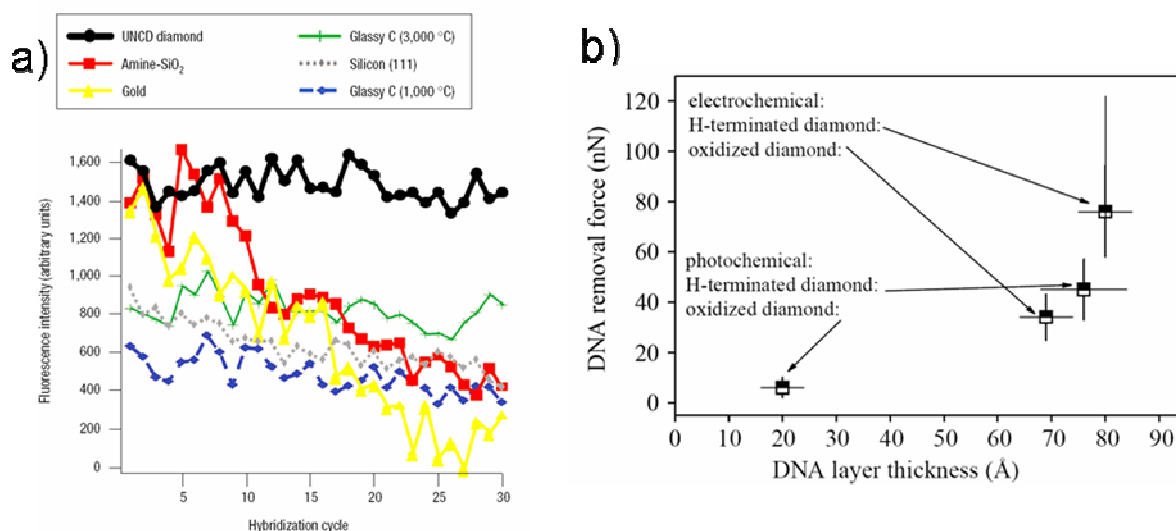 a)
UNCD diamond
Amine-SiO₂
Gold
Glassy C (3,000 °C)
Silicon (111)
Glassy C (1,000 °C)
Fluorescence intensity (arbitrary units)
1,600
1,400
1,200
1,000
800
600
400
200
0
5
10
15
20
25
30
Hybridization cycle
b)
DNA removal force (nN)
120
100
80
60
40
20
0
electrochemical:
H-terminated diamond:
oxidized diamond:
photochemical:
H-terminated diamond:
oxidized diamond:
0 10 20 30 40 50 60 70 80 90
DNA layer thickness (Å)